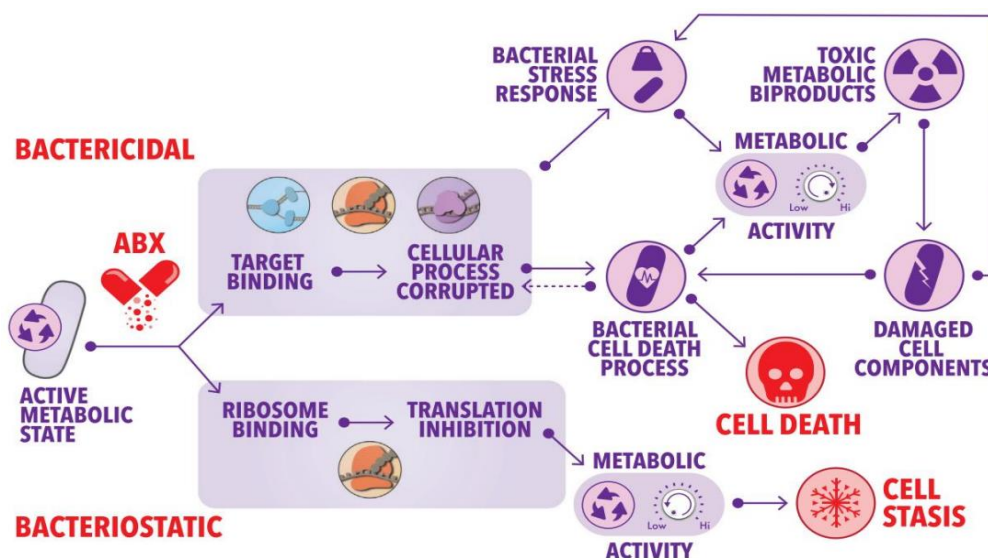 BACTERIAL
STRESS
RESPONSE
TOXIC
METABOLIC
BIPRODUCTS
BACTERICIDAL
METABOLIC
Low Hi
ACTIVITY
ABX
TARGET
BINDING
CELLULAR
PROCESS
CORRUPTED
BACTERIAL
CELL DEATH
PROCESS
DAMAGED
CELL
COMPONENTS
ACTIVE
METABOLIC
STATE
CELL DEATH
RIBOSOME
BINDING
TRANSLATION
INHIBITION
METABOLIC
Low Hi
ACTIVITY
CELL
STASIS
BACTERIOSTATIC